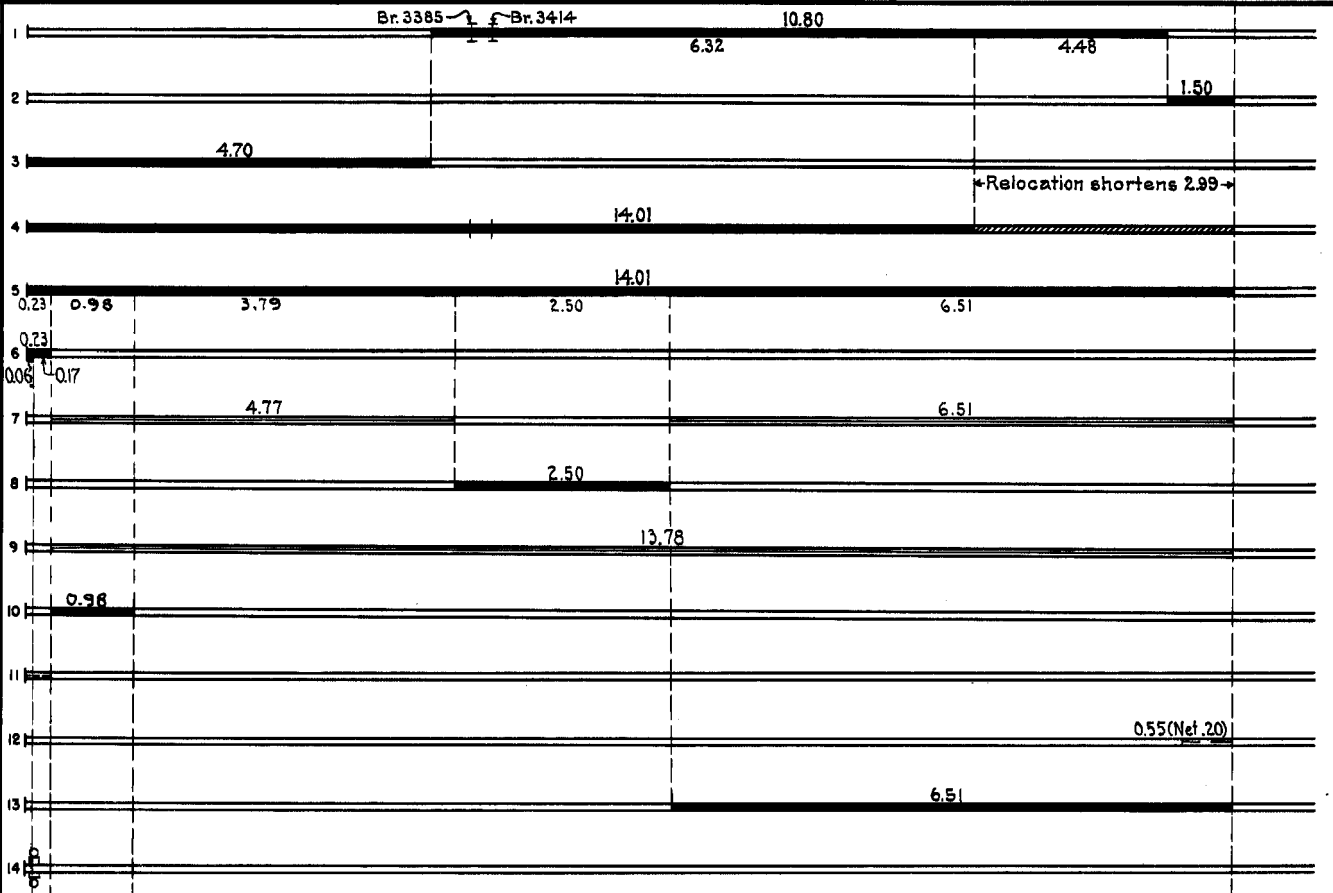 Br. 3385 Br. 3414 10.80
1
6.32 4.48
2 1.50
3 4.70
Relocation shortens 2.99
4 14.01
5 14.01
0.23 0.98 3.79 2.50 6.51
6 0.23
0.06 0.17
7 4.77 6.51
8 2.50
9 13.78
10 0.98
11
12 0.55 (Net .20)
13 6.51
14